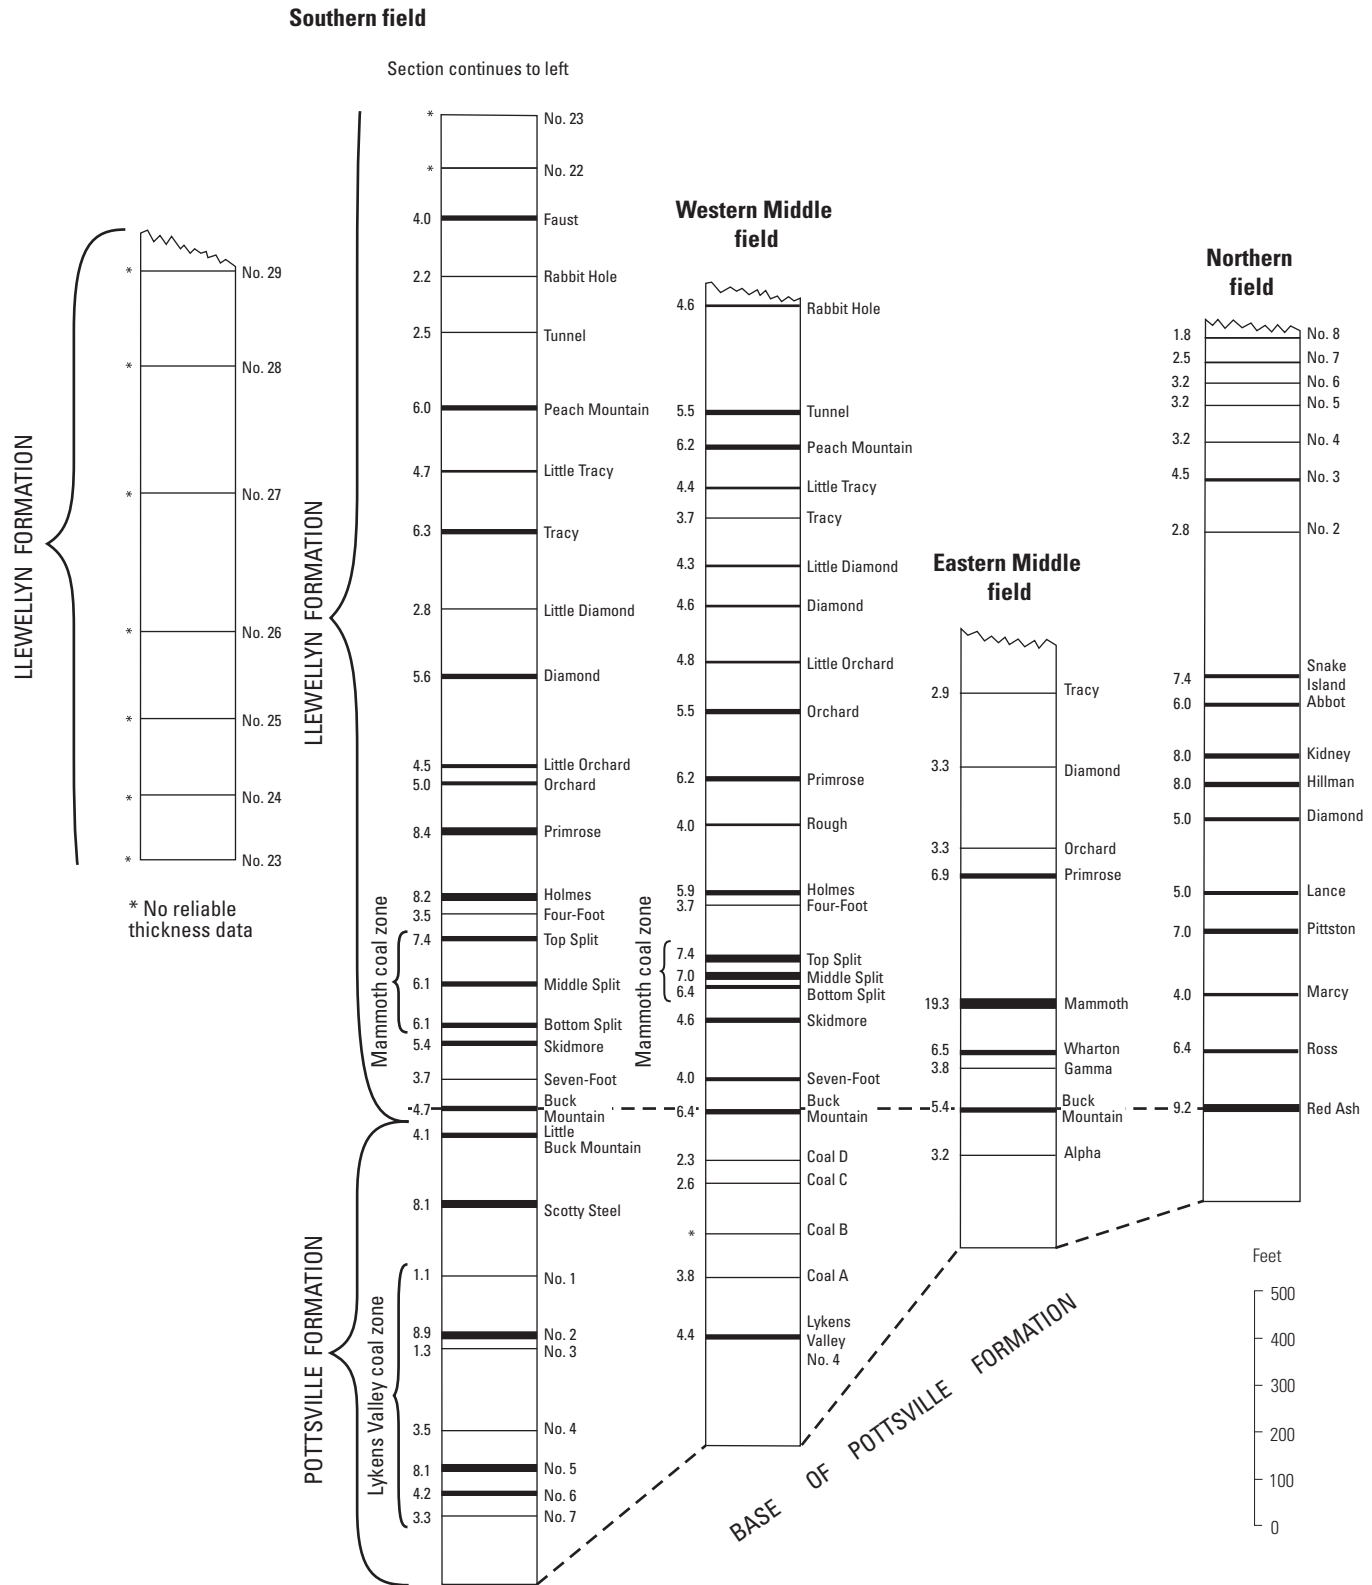 Southern field
Section continues to left
LLEWELLYN FORMATION
* No. 29
* No. 28
* No. 27
* No. 26
* No. 25
* No. 24
* No. 23
* No reliable
thickness data
LLEWELLYN FORMATION
* No. 23
* No. 22
4.0 Faust
2.2 Rabbit Hole
2.5 Tunnel
6.0 Peach Mountain
4.7 Little Tracy
6.3 Tracy
2.8 Little Diamond
5.6 Diamond
4.5 Little Orchard
5.0 Orchard
8.4 Primrose
8.2 Holmes
3.5 Four-Foot
Mammoth coal zone
7.4 Top Split
6.1 Middle Split
6.1 Bottom Split
5.4 Skidmore
3.7 Seven-Foot
4.7 Buck
Mountain
POTTSVILLE FORMATION
4.1 Little
Buck Mountain
8.1 Scotty Steel
Lykens Valley coal zone
1.1 No. 1
8.9 No. 2
1.3 No. 3
3.5 No. 4
8.1 No. 5
4.2 No. 6
3.3 No. 7
Western Middle
field
4.6 Rabbit Hole
5.5 Tunnel
6.2 Peach Mountain
4.4 Little Tracy
3.7 Tracy
4.3 Little Diamond
4.6 Diamond
4.8 Little Orchard
5.5 Orchard
6.2 Primrose
4.0 Rough
5.9 Holmes
3.7 Four-Foot
Mammoth coal zone
7.4 Top Split
7.0 Middle Split
6.4 Bottom Split
4.6 Skidmore
4.0 Seven-Foot
6.4 Buck
Mountain
2.3 Coal D
2.6 Coal C
* Coal B
3.8 Coal A
4.4 Lykens
Valley
No. 4
Eastern Middle
field
2.9 Tracy
3.3 Diamond
3.3 Orchard
6.9 Primrose
19.3 Mammoth
6.5 Wharton
3.8 Gamma
5.4 Buck
Mountain
3.2 Alpha
Northern
field
1.8 No. 8
2.5 No. 7
3.2 No. 6
3.2 No. 5
3.2 No. 4
4.5 No. 3
2.8 No. 2
7.4 Snake
Island
6.0 Abbot
8.0 Kidney
8.0 Hillman
5.0 Diamond
5.0 Lance
7.0 Pittston
4.0 Marcy
6.4 Ross
9.2 Red Ash
BASE OF POTTSVILLE FORMATION
Feet
500
400
300
200
100
0